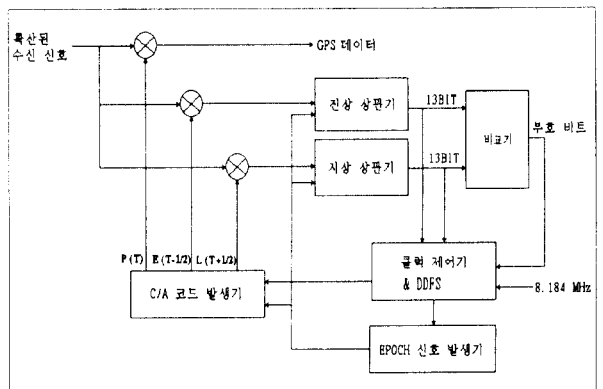 확산된
수신 신호
GPS 데이터
진상 상관기
13BIT
비교기
부호 비트
지상 상관기
13BIT
P(T) E(T-1/2) L(T+1/2)
C/A 코드 발생기
클럭 제어기
& DDFS
8.184 MHz
EPOCH 신호 발생기